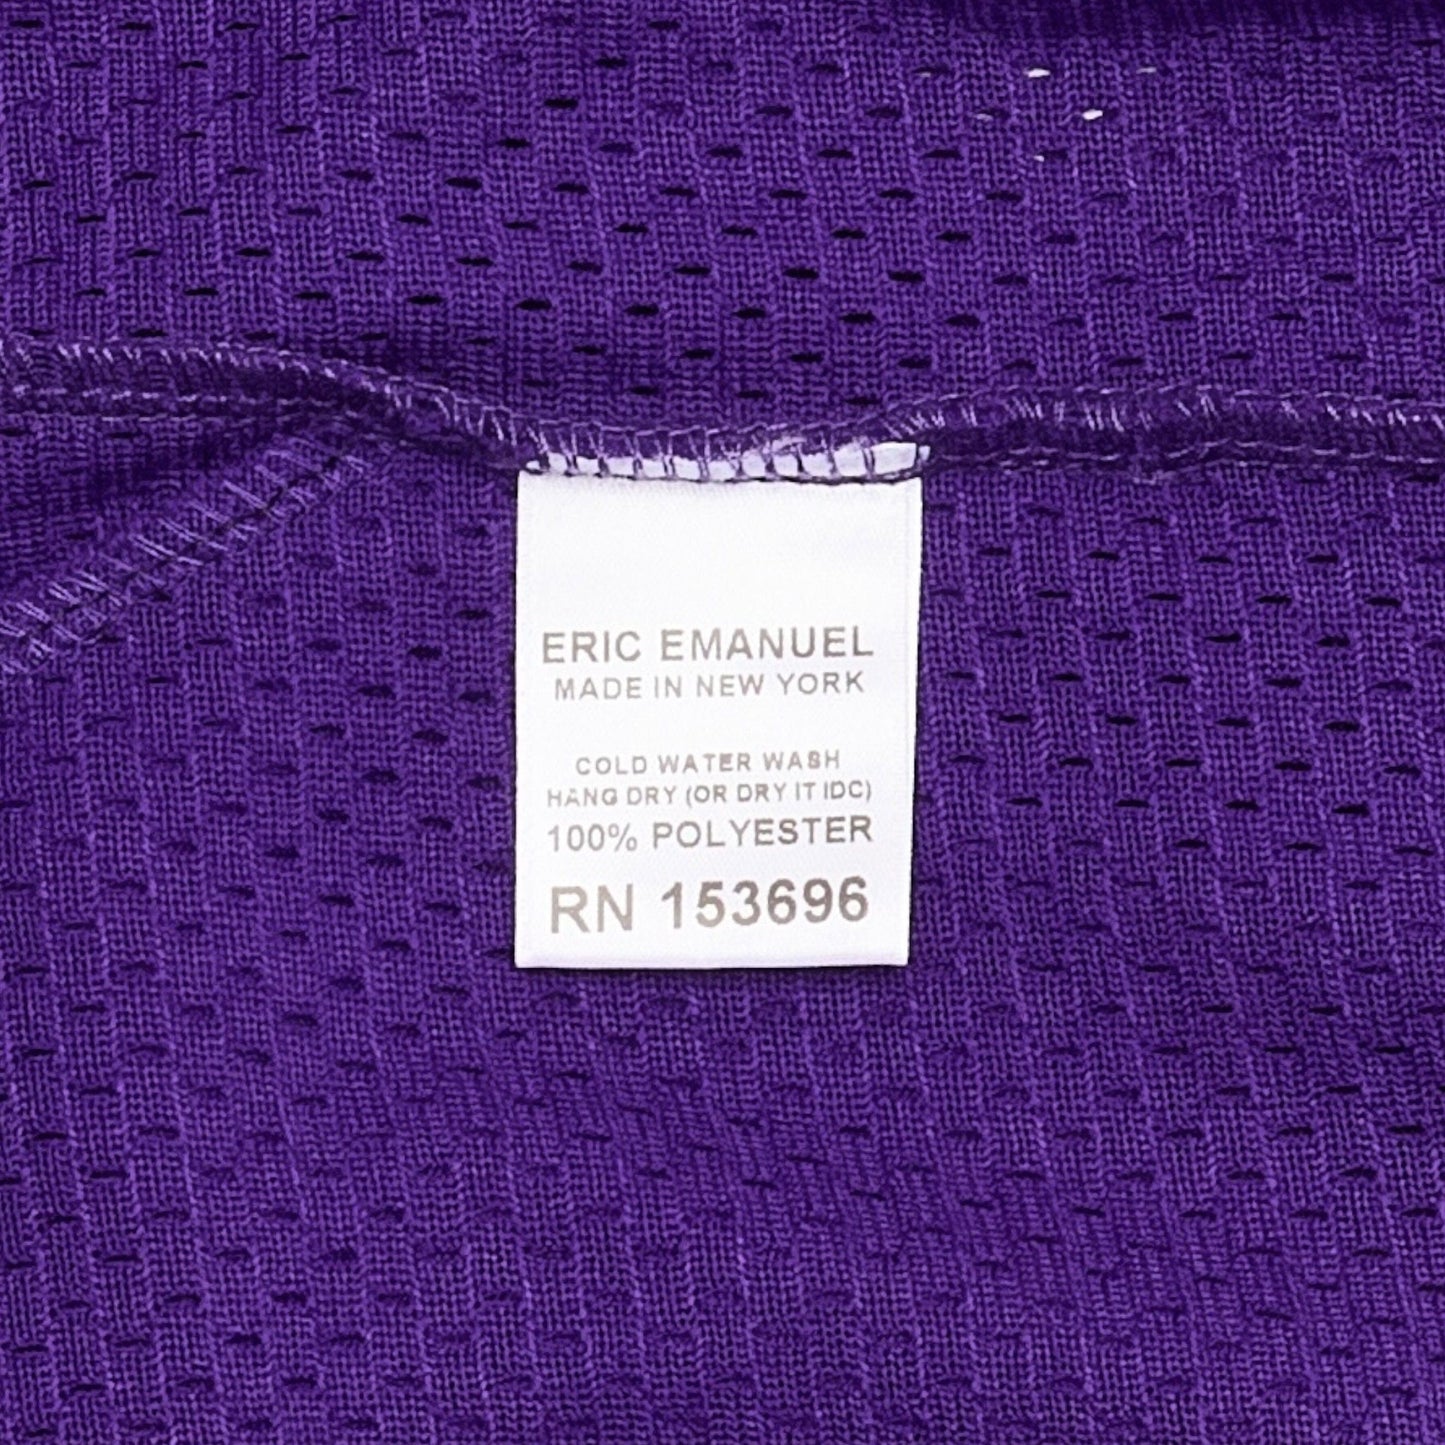 ERIC EMANUEL
MADE IN NEW YORK
COLD WATER WASH
HANG DRY (OR DRY IT IDC)
100% POLYESTER
RN 153696